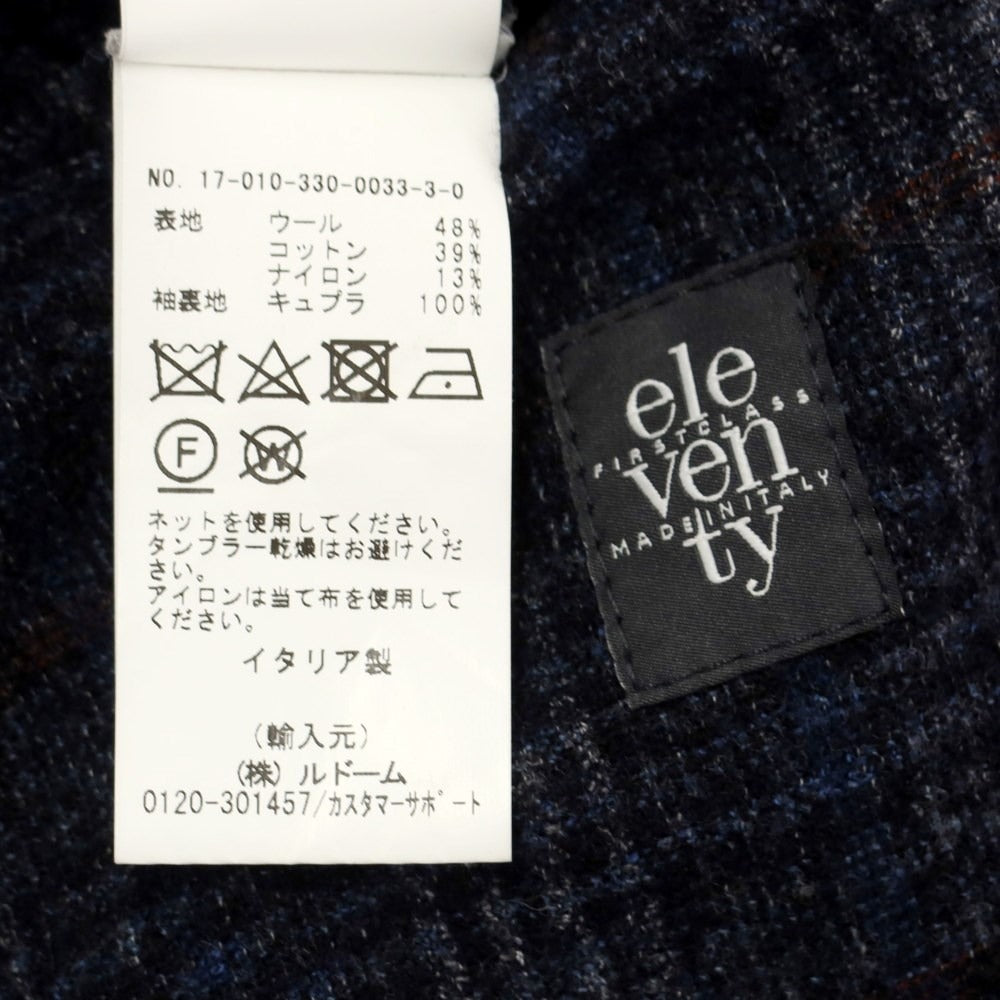 NO. 17-010-330-0033-3-0
表地 ウール 48%
コットン 39%
ナイロン 13%
袖裏地 キュプラ 100%
F
W
ネットを使用してください。
タンブラー乾燥はお避けくだ
さい。
アイロンは当て布を使用して
ください。
イタリア製
(輸入元)
(株)ルドーム
0120-301457/カスタマーサポート
ele
FIRSTCLASS
ven
MADEINITALY
ty